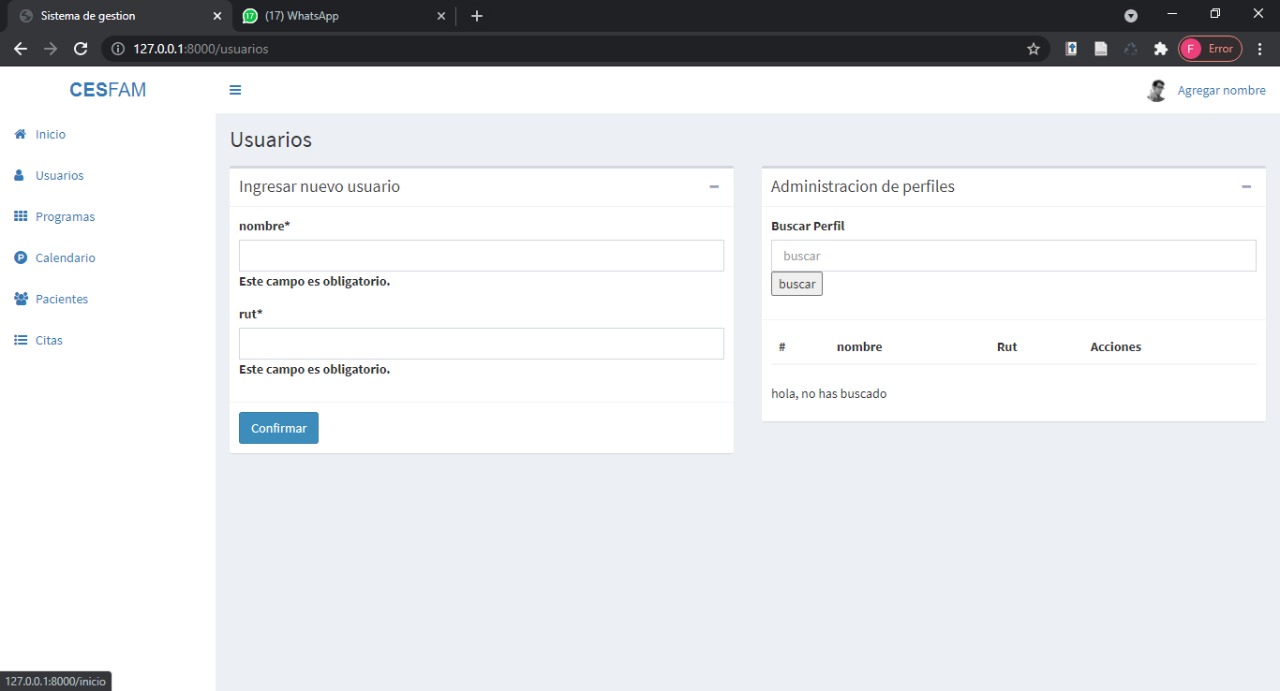 Sistema de gestion
17 (17) WhatsApp
127.0.0.1:8000/usuarios
F Error
CESFAM
Agregar nombre
Inicio
Usuarios
Programas
P Calendario
Pacientes
Citas
Usuarios
Ingresar nuevo usuario
nombre*
Este campo es obligatorio.
rut*
Este campo es obligatorio.
Confirmar
Administracion de perfiles
Buscar Perfil
buscar
buscar
# nombre Rut Acciones
hola, no has buscado
127.0.0.1:8000/inicio